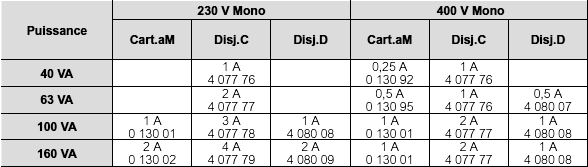 230 V Mono 400 V Mono
Puissance
Cart.aM Disj.C Disj.D Cart.aM Disj.C Disj.D
40 VA 1 A 0,25 A 1 A
4 077 76 0 130 92 4 077 76
63 VA 2 A 0,5 A 1 A 0,5 A
4 077 77 0 130 95 4 077 76 4 080 07
100 VA 1 A 3 A 1 A 1 A 2 A 1 A
0 130 01 4 077 78 4 080 08 0 130 01 4 077 77 4 080 08
160 VA 2 A 4 A 2 A 1 A 2 A 1 A
0 130 02 4 077 79 4 080 09 0 130 01 4 077 77 4 080 08